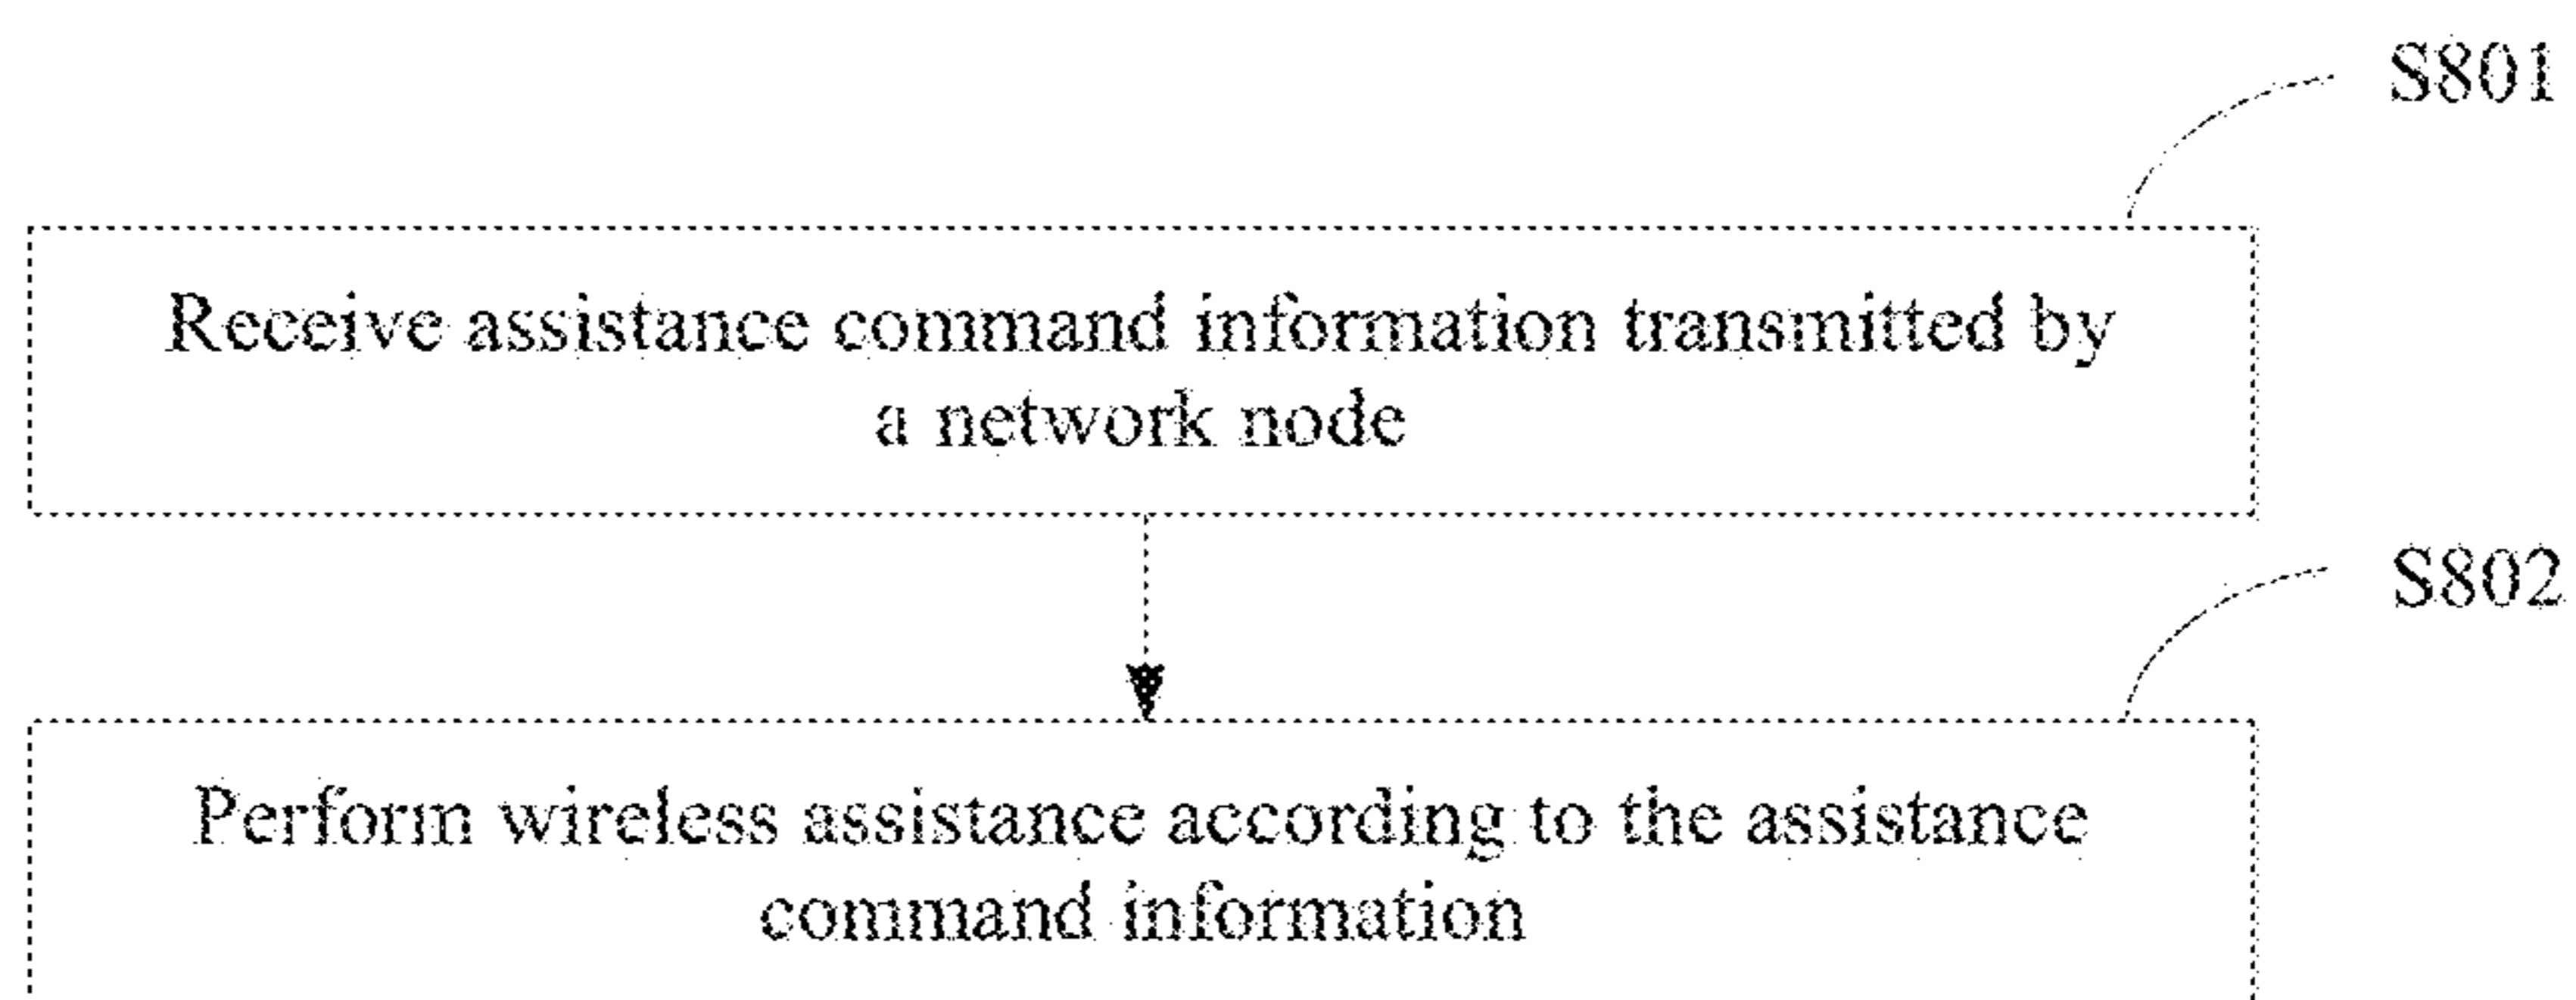 S801
Receive assistance command information transmitted by
a network node
S802
Perform wireless assistance according to the assistance
command information